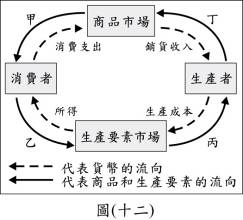 甲
商品市場
丁
消費支出
銷貨收入
消費者
生產者
所得
生產成本
乙
生產要素市場
丙
代表貨幣的流向
代表商品和生產要素的流向
圖(十二)